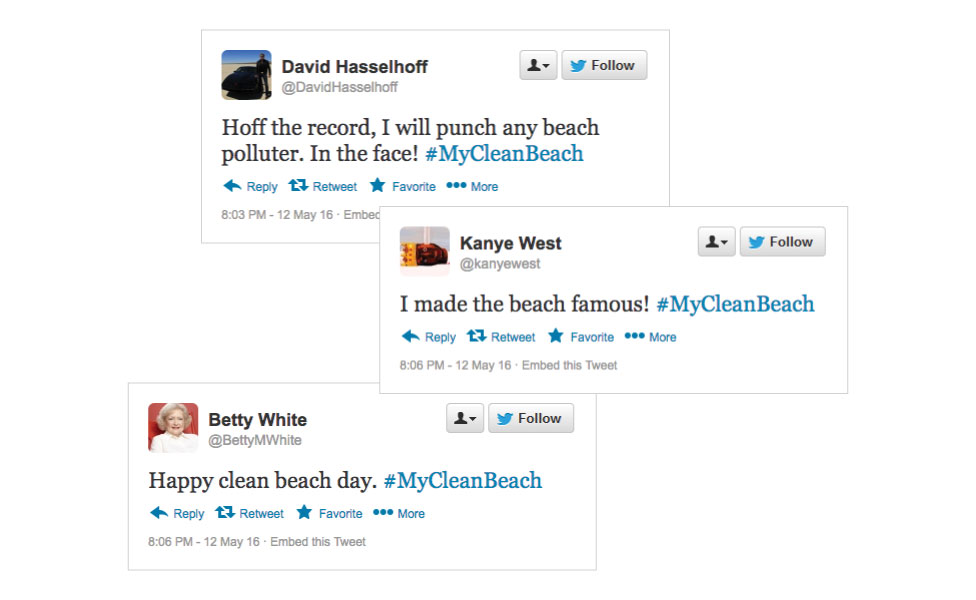 David Hasselhoff
@DavidHasselhoff
Follow
Hoff the record, I will punch any beach
polluter. In the face! #MyCleanBeach
Reply Retweet Favorite More
8:03 PM - 12 May 16 · Embed
Kanye West
@kanyewest
Follow
I made the beach famous! #MyCleanBeach
Reply Retweet Favorite More
8:06 PM - 12 May 16 · Embed this Tweet
Betty White
@BettyMWhite
Follow
Happy clean beach day. #MyCleanBeach
Reply Retweet Favorite More
8:06 PM - 12 May 16 · Embed this Tweet